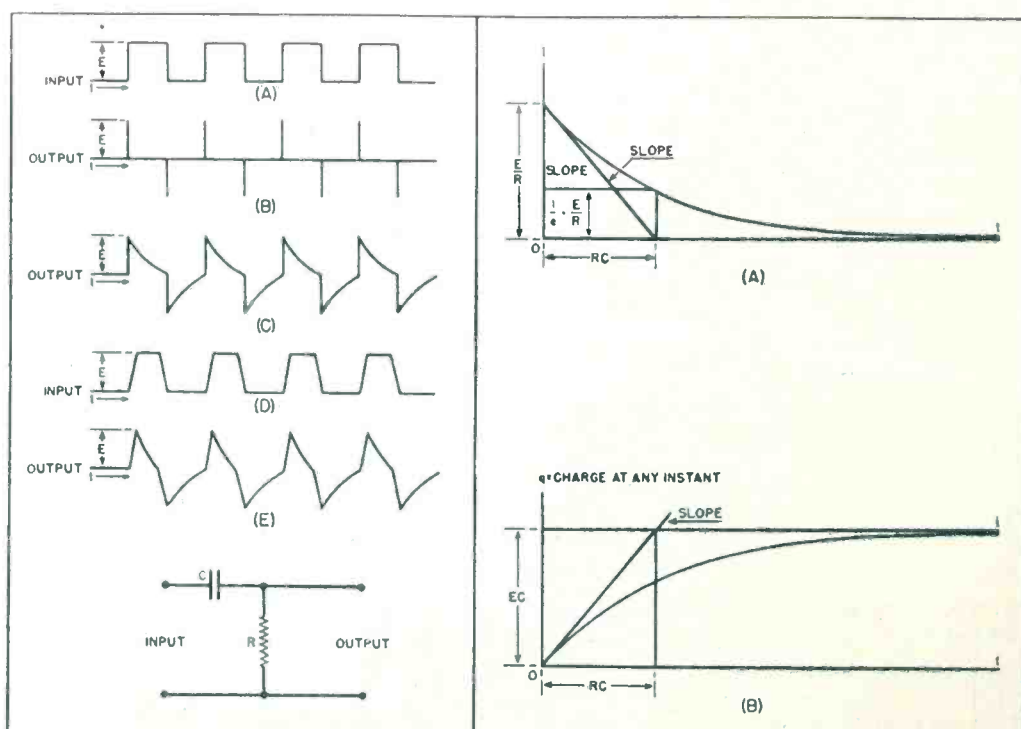 E
INPUT
t
(A)
E
OUTPUT
t
(B)
E
OUTPUT
t
(C)
E
INPUT
t
(D)
E
OUTPUT
t
(E)
C
INPUT
R
OUTPUT
i
E
R
SLOPE
SLOPE
1
e
·
E
R
O
t
RC
(A)
q=CHARGE AT ANY INSTANT
SLOPE
t
EC
O
t
RC
(B)